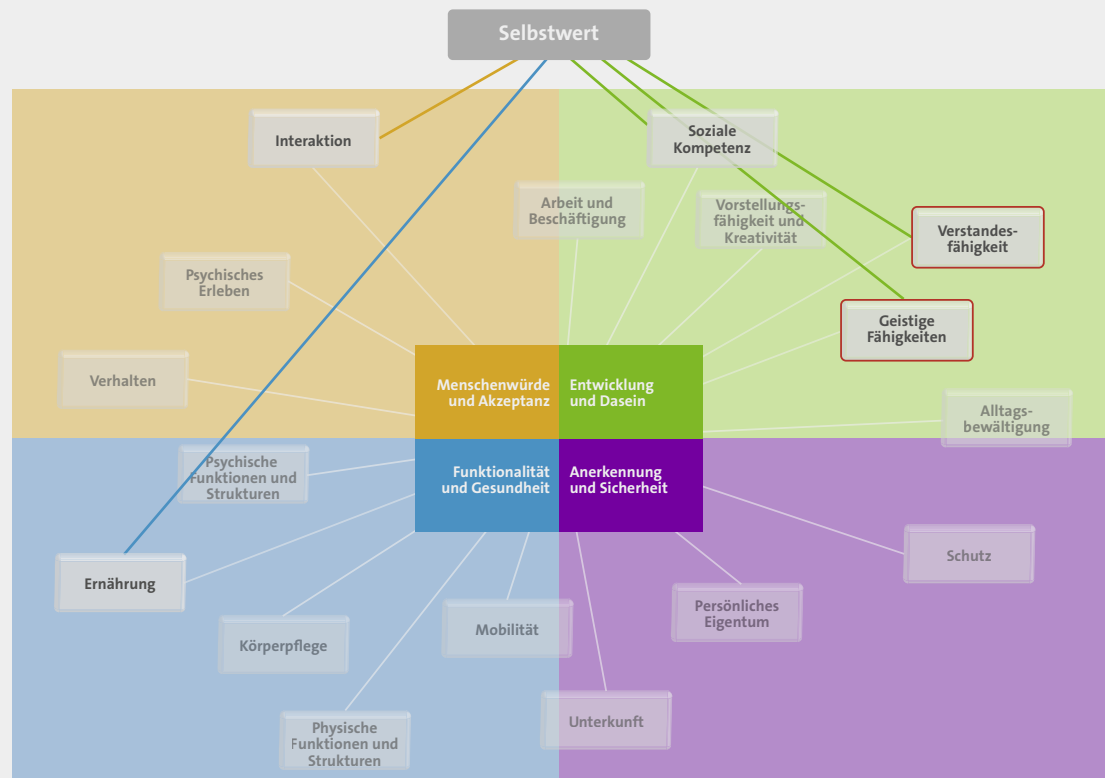 Selbstwert
Interaktion
Soziale
Kompetenz
Arbeit und
Beschäftigung
Vorstellungs-
fähigkeit und
Kreativität
Verstandes-
fähigkeit
Psychisches
Erleben
Geistige
Fähigkeiten
Verhalten
Menschenwürde
und Akzeptanz
Entwicklung
und Dasein
Alltags-
bewältigung
Psychische
Funktionen und
Strukturen
Funktionalität
und Gesundheit
Anerkennung
und Sicherheit
Schutz
Ernährung
Persönliches
Eigentum
Mobilität
Körperpflege
Unterkunft
Physische
Funktionen und
Strukturen